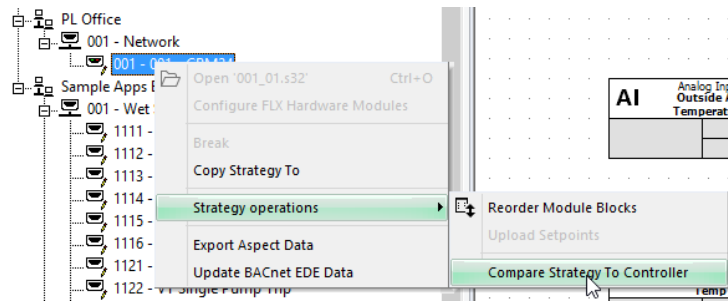 PL Office
001 - Network
001 - 001 - CBM24
Sample Apps
001 - Wet
1111 -
1112 -
1113 -
1114 -
1115 -
1116 -
1121 -
1122 - V1 Single Pump Trip
Open '001_01.s32' Ctrl+O
Configure FLX Hardware Modules
Break
Copy Strategy To
Strategy operations
Export Aspect Data
Update BACnet EDE Data
Reorder Module Blocks
Upload Setpoints
Compare Strategy To Controller
AI
Analog Inp
Outside A
Temperat
Temp